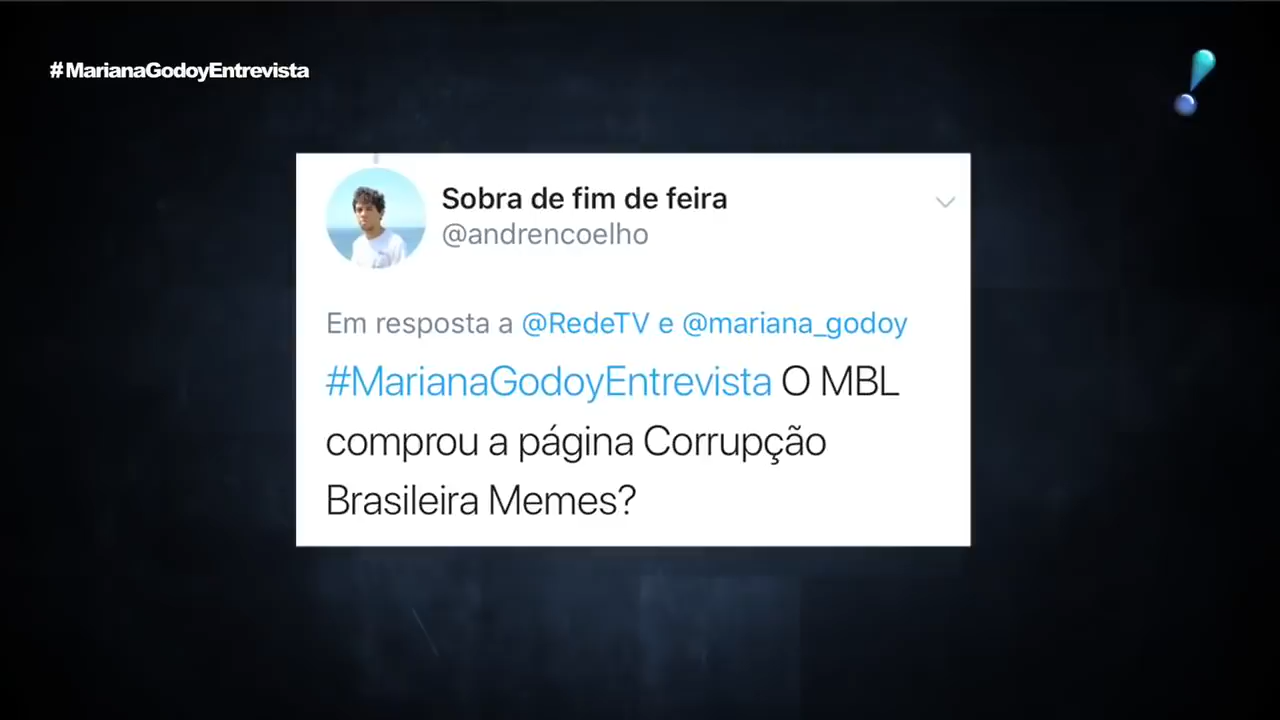 #MarianaGodoyEntrevista
Sobra de fim de feira
@andrencoelho
Em resposta a @RedeTV e @mariana_godoy
#MarianaGodoyEntrevista O MBL
comprou a página Corrupção
Brasileira Memes?